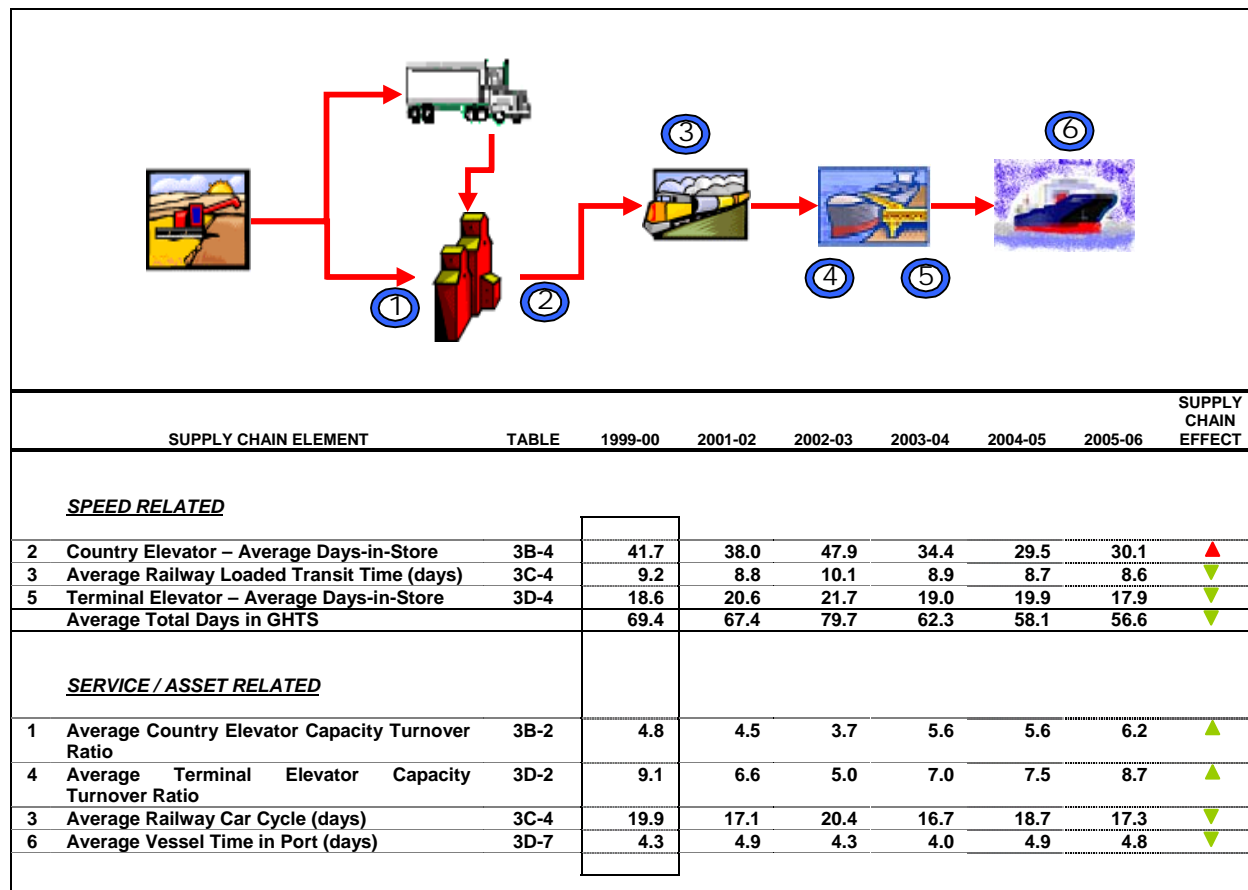 3
6
4
5
1
2
SUPPLY
CHAIN
EFFECT
SUPPLY CHAIN ELEMENT TABLE 1999-00 2001-02 2002-03 2003-04 2004-05 2005-06
SPEED RELATED
2 Country Elevator – Average Days-in-Store 3B-4 41.7 38.0 47.9 34.4 29.5 30.1 ▲
3 Average Railway Loaded Transit Time (days) 3C-4 9.2 8.8 10.1 8.9 8.7 8.6 ▼
5 Terminal Elevator – Average Days-in-Store 3D-4 18.6 20.6 21.7 19.0 19.9 17.9 ▼
Average Total Days in GHTS 69.4 67.4 79.7 62.3 58.1 56.6 ▼
SERVICE / ASSET RELATED
1 Average Country Elevator Capacity Turnover 3B-2 4.8 4.5 3.7 5.6 5.6 6.2 ▲
Ratio
4 Average Terminal Elevator Capacity 3D-2 9.1 6.6 5.0 7.0 7.5 8.7 ▲
Turnover Ratio
3 Average Railway Car Cycle (days) 3C-4 19.9 17.1 20.4 16.7 18.7 17.3 ▼
6 Average Vessel Time in Port (days) 3D-7 4.3 4.9 4.3 4.0 4.9 4.8 ▼